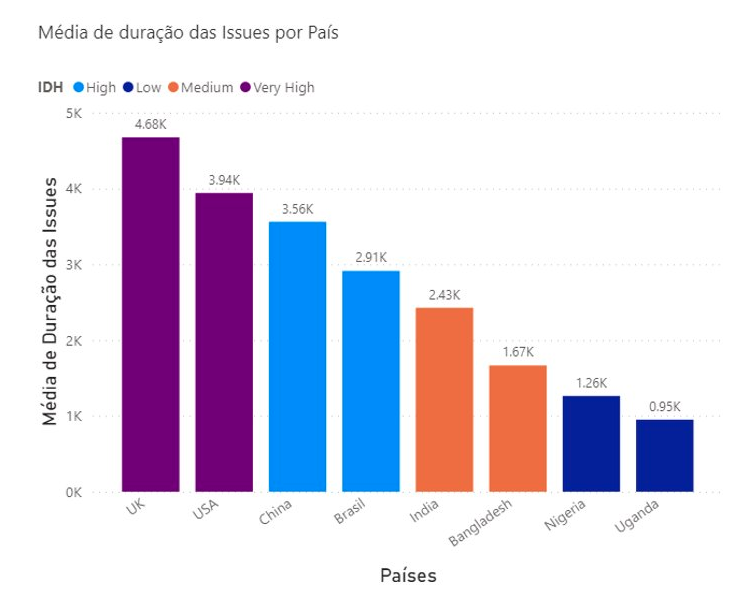 Média de duração das Issues por País
IDH High Low Medium Very High
5K
4K
3K
2K
1K
0K
Média de Duração das Issues
4.68K
3.94K
3.56K
2.91K
2.43K
1.67K
1.26K
0.95K
UK
USA
China
Brasil
India
Bangladesh
Nigeria
Uganda
Países